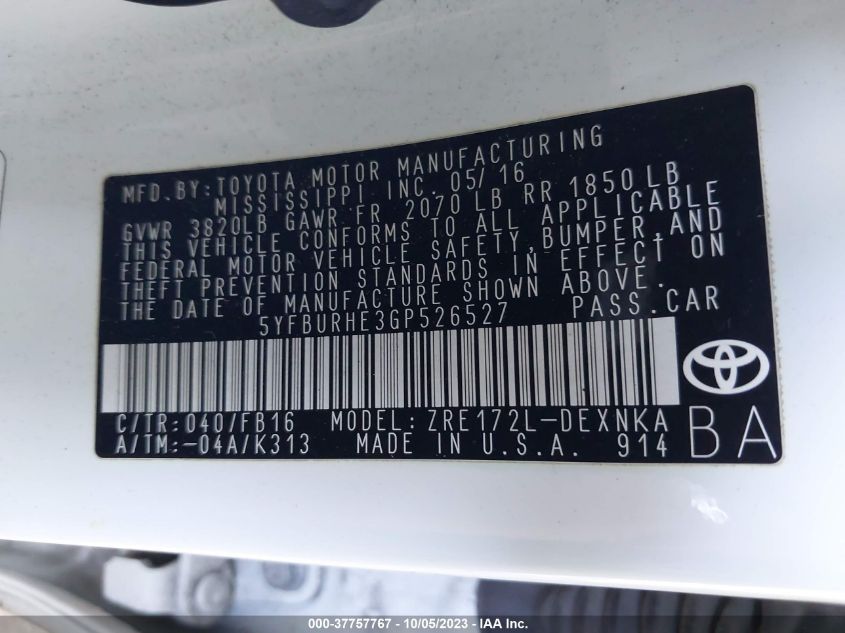 MFD.BY:TOYOTA MOTOR MANUFACTURING
MISSISSIPPI INC. 05/16
GVWR 3820LB GAWR FR 2070 LB RR 1850 LB
THIS VEHICLE CONFORMS TO ALL APPLICABLE
FEDERAL MOTOR VEHICLE SAFETY,BUMPER,AND
THEFT PREVENTION STANDARDS IN EFFECT ON
THE DATE OF MANUFACTURE SHOWN ABOVE.
5YFBURHE3GP526527 PASS.CAR
C/TR:040/FB16 MODEL:ZRE172L-DEXNKA
A/TM:-04A/K313 MADE IN U.S.A. 914
BA
000-37757767 - 10/05/2023 - IAA Inc.